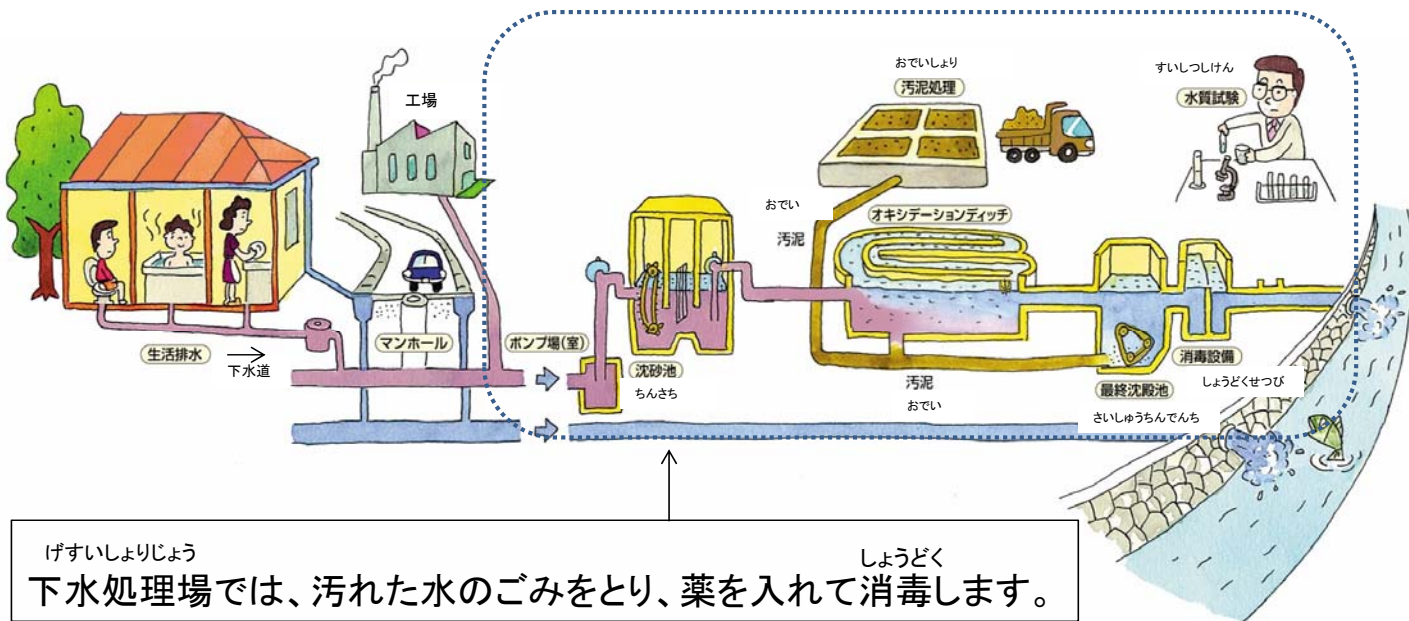 おでいしょり
汚泥処理
すいしつしけん
水質試験
工場
おでい
汚泥
オキシデーションディッチ
生活排水
下水道
マンホール
ポンプ場(室)
沈砂池
ちんさち
汚泥
おでい
最終沈殿池
さいしゅうちんでんち
消毒設備
しょうどくせつび
げすいしょりじょう
しょうどく
下水処理場では、汚れた水のごみをとり、薬を入れて消毒します。